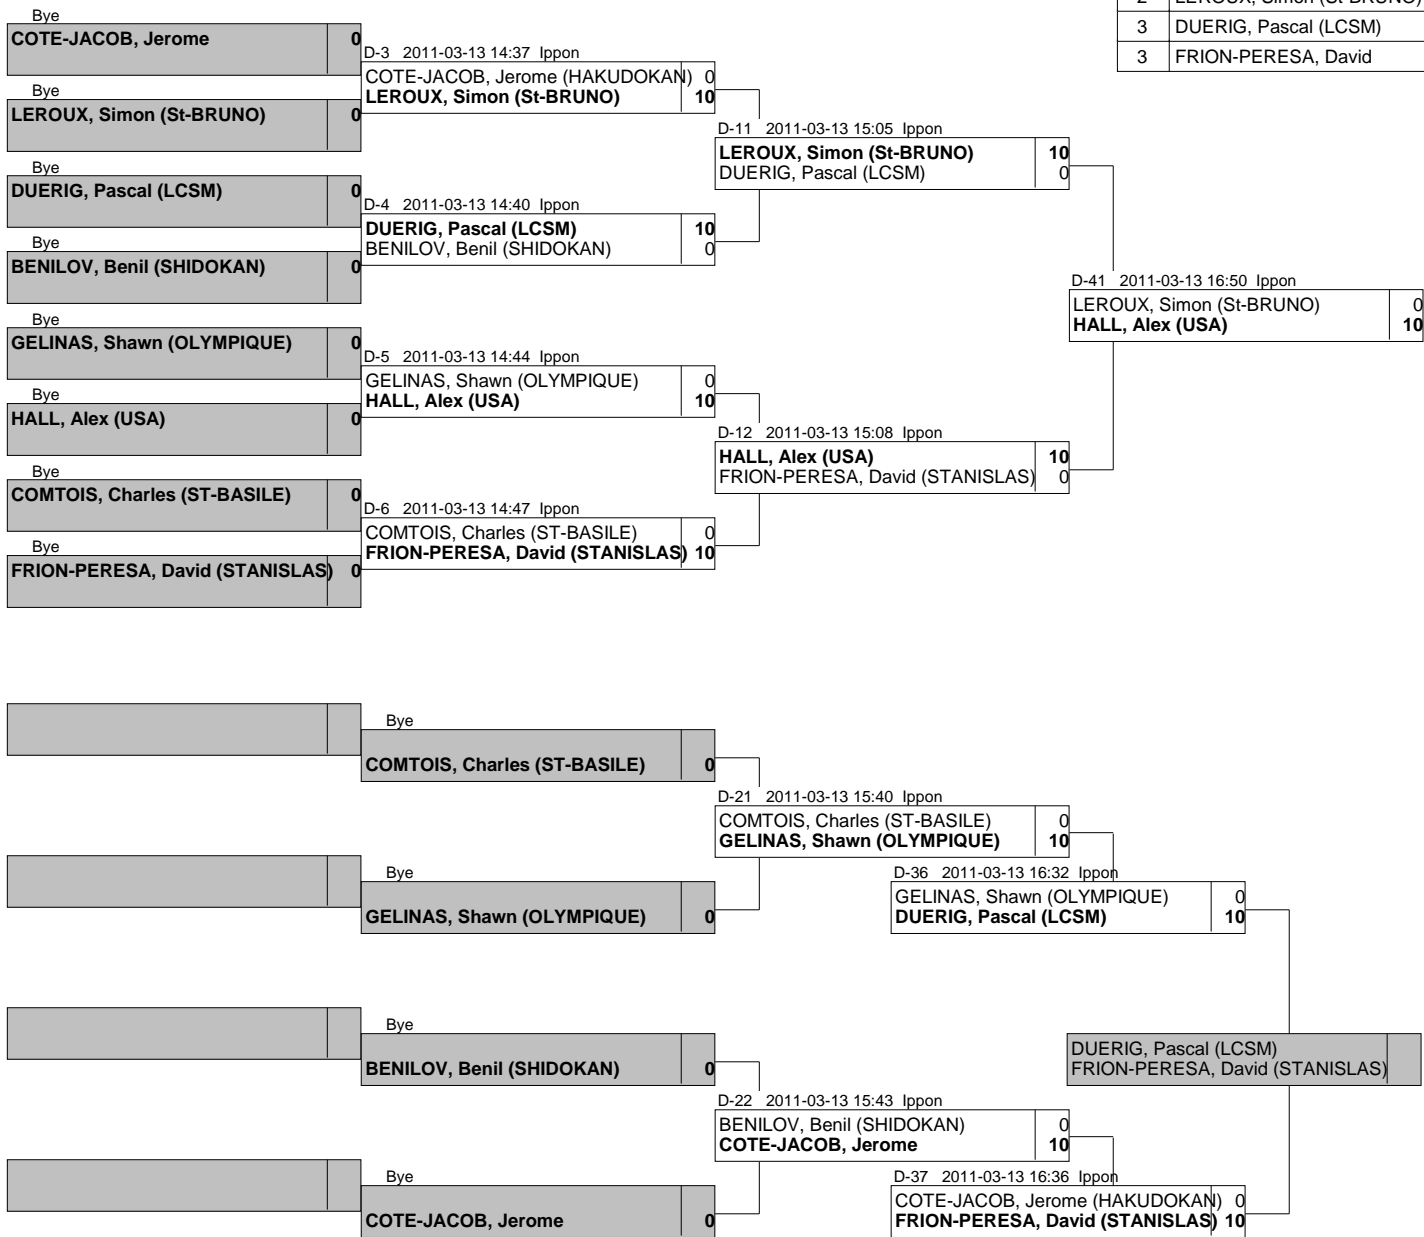 2 LEROUX, Simon (St-BRUNO)
3 DUERIG, Pascal (LCSM)
3 FRION-PERESA, David
Bye
COTE-JACOB, Jerome 0
Bye
LEROUX, Simon (St-BRUNO) 0
Bye
DUERIG, Pascal (LCSM) 0
Bye
BENILOV, Benil (SHIDOKAN) 0
Bye
GELINAS, Shawn (OLYMPIQUE) 0
Bye
HALL, Alex (USA) 0
Bye
COMTOIS, Charles (ST-BASILE) 0
Bye
FRION-PERESA, David (STANISLAS) 0
D-3 2011-03-13 14:37 Ippon
COTE-JACOB, Jerome (HAKUDOKAN) 0
LEROUX, Simon (St-BRUNO) 10
D-4 2011-03-13 14:40 Ippon
DUERIG, Pascal (LCSM) 10
BENILOV, Benil (SHIDOKAN) 0
D-5 2011-03-13 14:44 Ippon
GELINAS, Shawn (OLYMPIQUE) 0
HALL, Alex (USA) 10
D-6 2011-03-13 14:47 Ippon
COMTOIS, Charles (ST-BASILE) 0
FRION-PERESA, David (STANISLAS) 10
D-11 2011-03-13 15:05 Ippon
LEROUX, Simon (St-BRUNO) 10
DUERIG, Pascal (LCSM) 0
D-12 2011-03-13 15:08 Ippon
HALL, Alex (USA) 10
FRION-PERESA, David (STANISLAS) 0
D-41 2011-03-13 16:50 Ippon
LEROUX, Simon (St-BRUNO) 0
HALL, Alex (USA) 10
Bye
COMTOIS, Charles (ST-BASILE) 0
Bye
GELINAS, Shawn (OLYMPIQUE) 0
Bye
BENILOV, Benil (SHIDOKAN) 0
Bye
COTE-JACOB, Jerome 0
D-21 2011-03-13 15:40 Ippon
COMTOIS, Charles (ST-BASILE) 0
GELINAS, Shawn (OLYMPIQUE) 10
D-36 2011-03-13 16:32 Ippon
GELINAS, Shawn (OLYMPIQUE) 0
DUERIG, Pascal (LCSM) 10
D-22 2011-03-13 15:43 Ippon
BENILOV, Benil (SHIDOKAN) 0
COTE-JACOB, Jerome 10
D-37 2011-03-13 16:36 Ippon
COTE-JACOB, Jerome (HAKUDOKAN) 0
FRION-PERESA, David (STANISLAS) 10
DUERIG, Pascal (LCSM)
FRION-PERESA, David (STANISLAS)